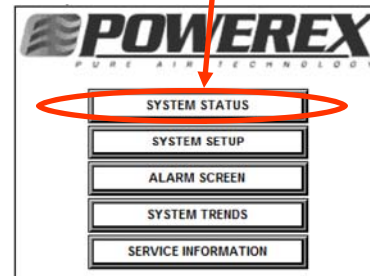 POWEREX
PURE AIR TECHNOLOGY
SYSTEM STATUS
SYSTEM SETUP
ALARM SCREEN
SYSTEM TRENDS
SERVICE INFORMATION